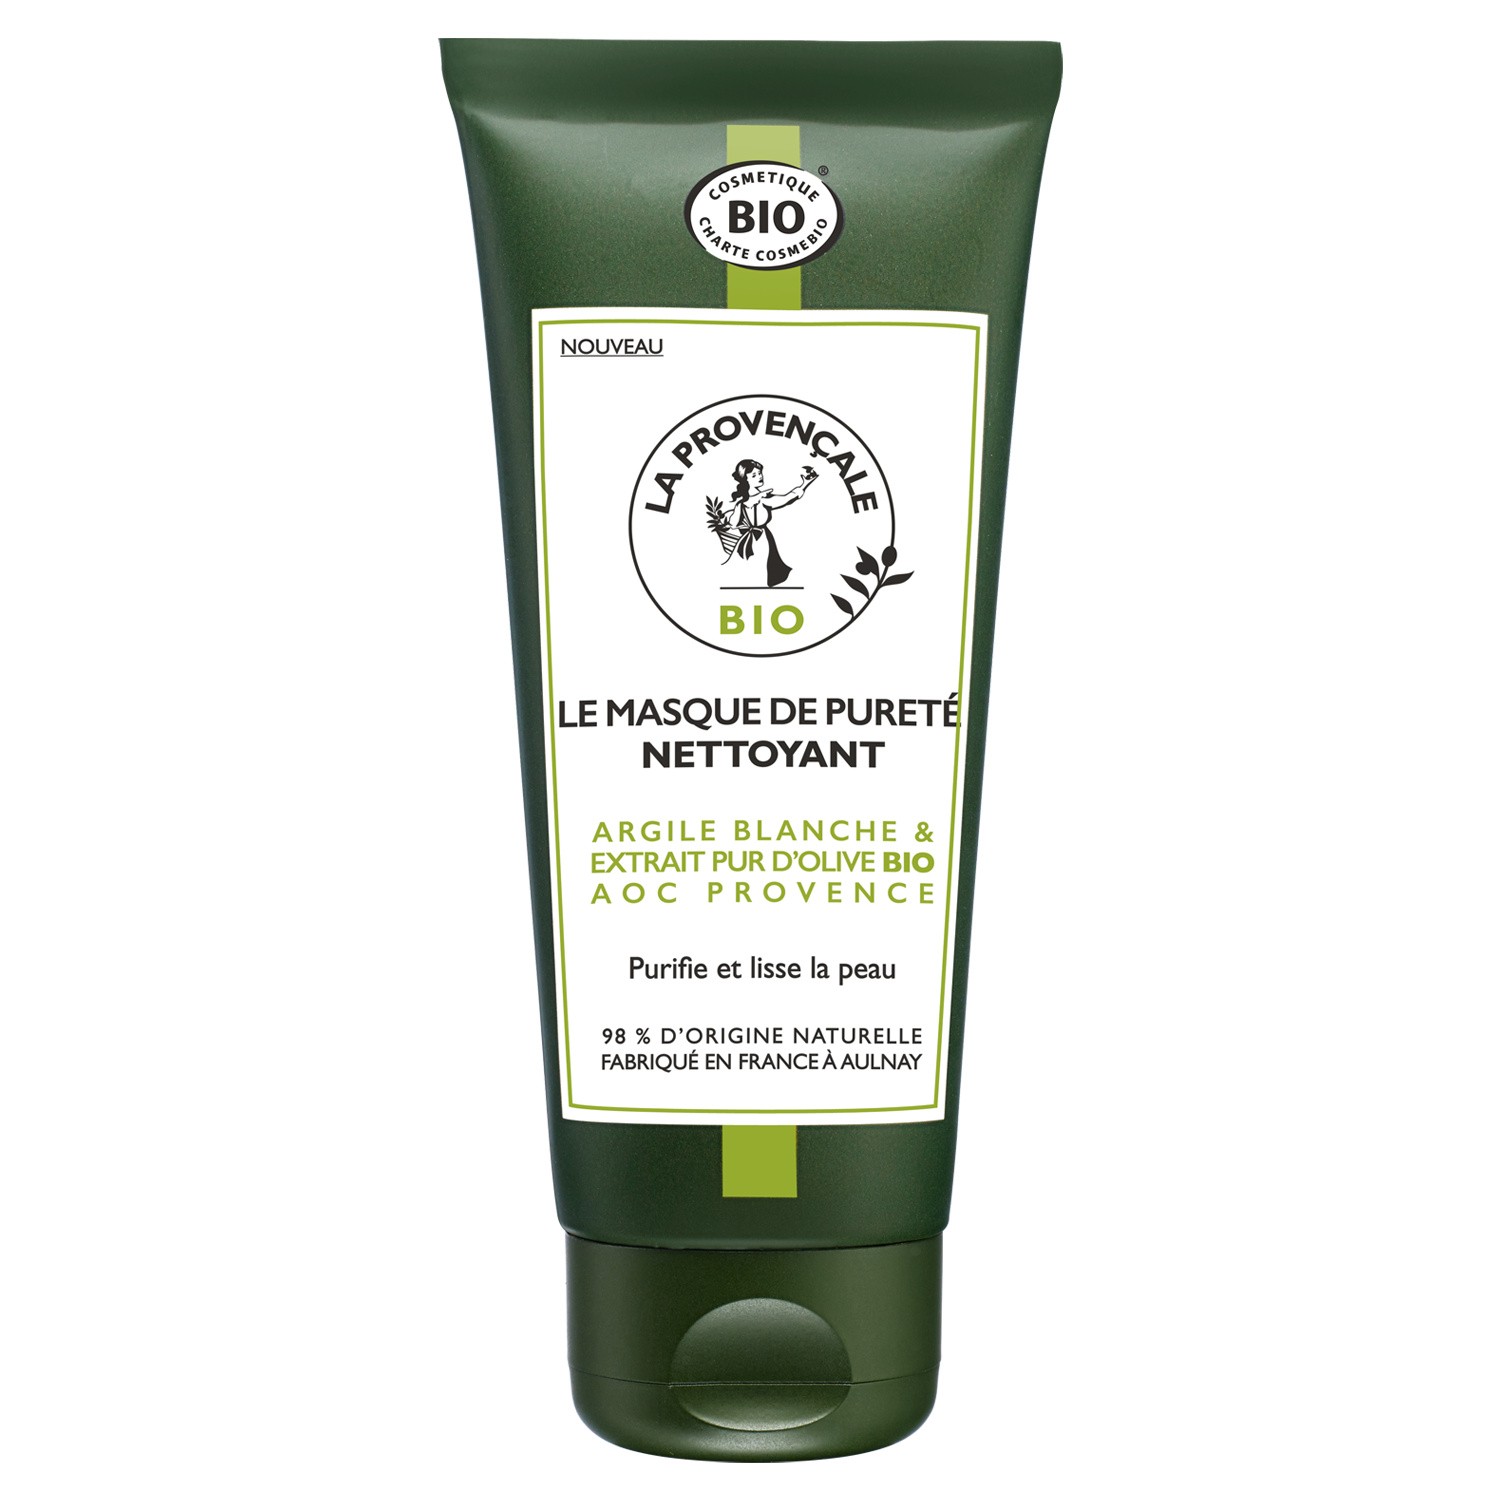 COSMETIQUE
®
BIO
CHARTE COSMEBIO
NOUVEAU
LA PROVENÇALE
BIO
LE MASQUE DE PURETÉ
NETTOYANT
ARGILE BLANCHE &
EXTRAIT PUR D'OLIVE BIO
AOC PROVENCE
Purifie et lisse la peau
98 % D'ORIGINE NATURELLE
FABRIQUÉ EN FRANCE À AULNAY